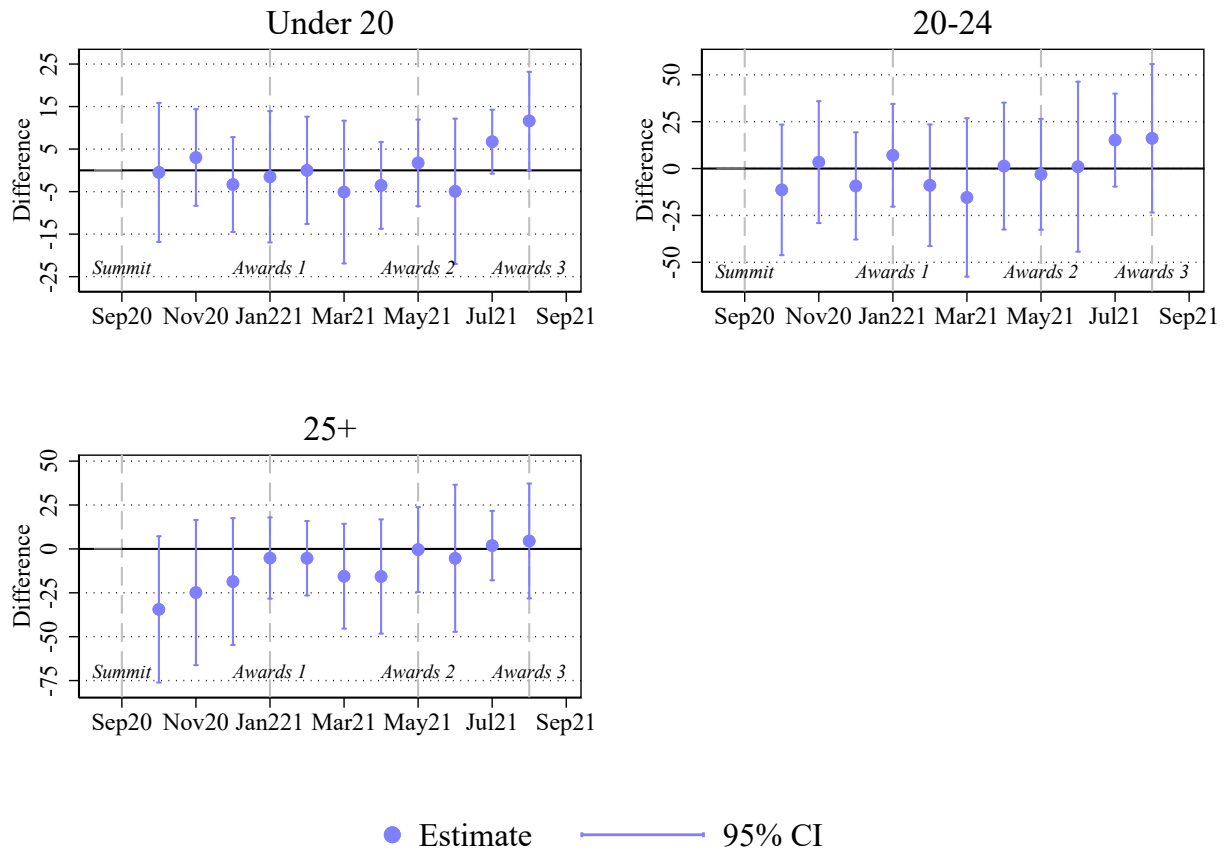 Under 20
Difference
25
15
5
-5
-15
-25
Summit Awards 1 Awards 2 Awards 3
Sep20 Nov20 Jan221 Mar21 May21 Jul21 Sep21
20-24
Difference
50
25
0
-25
-50
Summit Awards 1 Awards 2 Awards 3
Sep20 Nov20 Jan221 Mar21 May21 Jul21 Sep21
25+
Difference
50
25
0
-25
-50
-75
Summit Awards 1 Awards 2 Awards 3
Sep20 Nov20 Jan221 Mar21 May21 Jul21 Sep21
Estimate 95% CI